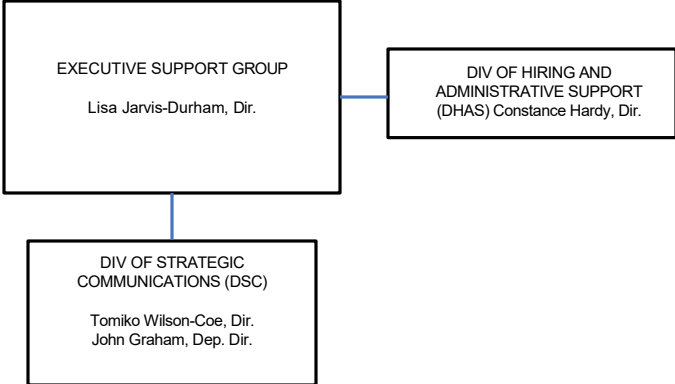 EXECUTIVE SUPPORT GROUP
Lisa Jarvis-Durham, Dir.
DIV OF HIRING AND
ADMINISTRATIVE SUPPORT
(DHAS) Constance Hardy, Dir.
DIV OF STRATEGIC
COMMUNICATIONS (DSC)
Tomiko Wilson-Coe, Dir.
John Graham, Dep. Dir.